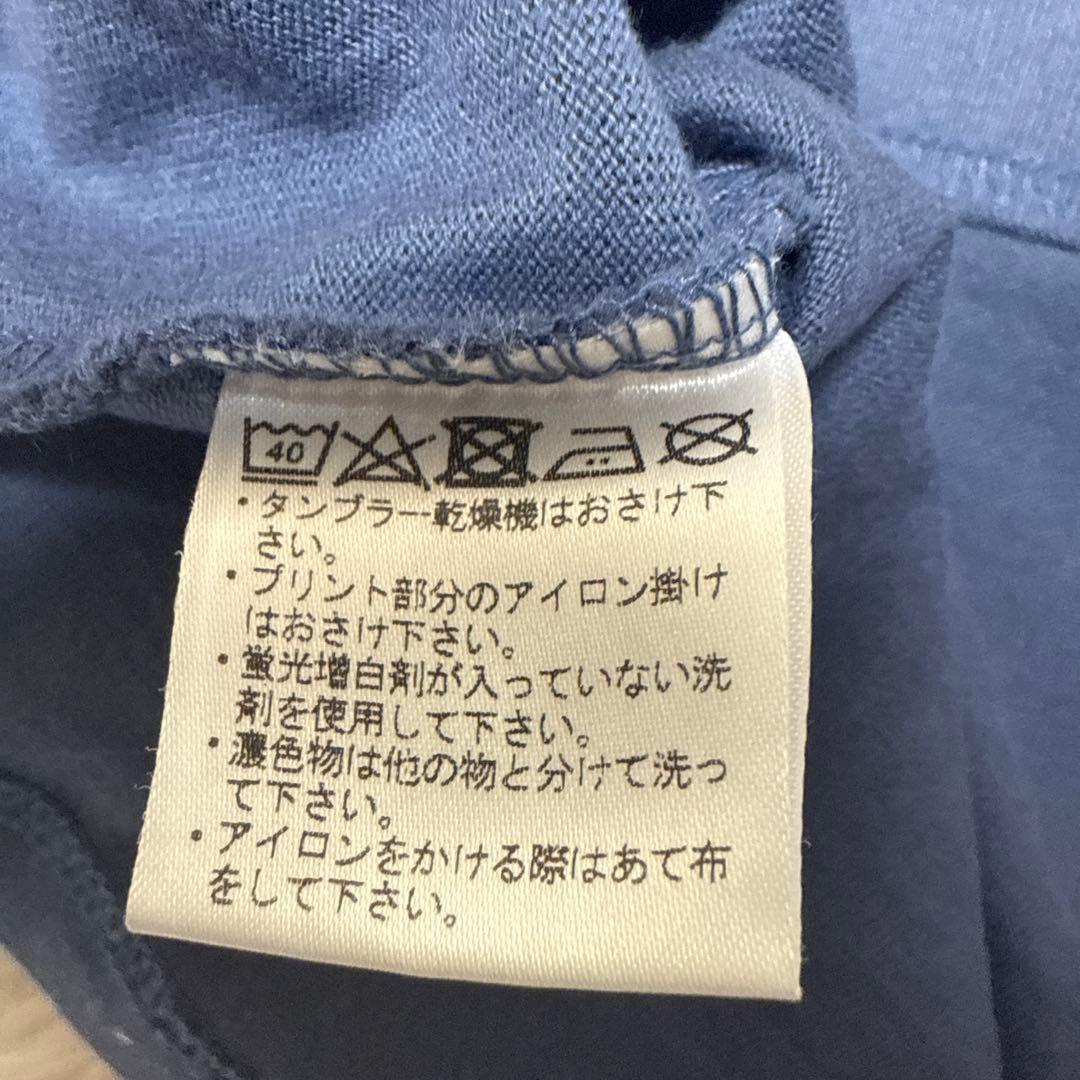 40
・タンブラー乾燥機はおさけ下
さい。
・プリント部分のアイロン掛け
はおさけ下さい。
・蛍光増白剤が入っていない洗
剤を使用して下さい。
・濃色物は他の物と分けて洗っ
て下さい。
・アイロンをかける際はあて布
をして下さい。